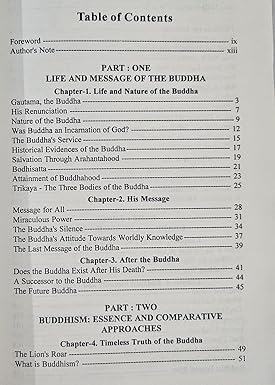 Table of Contents
Foreword ix
Author's Note xiii
PART : ONE
LIFE AND MESSAGE OF THE BUDDHA
Chapter-1. Life and Nature of the Buddha
Gautama, the Buddha 3
His Renunciation 7
Nature of the Buddha 9
Was Buddha an Incarnation of God? 12
The Buddha's Service 15
Historical Evidences of the Buddha 17
Salvation Through Arahantahood 19
Bodhisatta 21
Attainment of Buddhahood 23
Trikaya - The Three Bodies of the Buddha 25
Chapter-2. His Message
Message for All 28
Miraculous Power 31
The Buddha's Silence 34
The Buddha's Attitude Towards Worldly Knowledge 37
The Last Message of the Buddha 39
Chapter-3. After the Buddha
Does the Buddha Exist After His Death? 41
A Successor to the Buddha 44
The Future Buddha 45
PART : TWO
BUDDHISM: ESSENCE AND COMPARATIVE
APPROACHES
Chapter-4. Timeless Truth of the Buddha
The Lion's Roar 49
What is Buddhism? 51